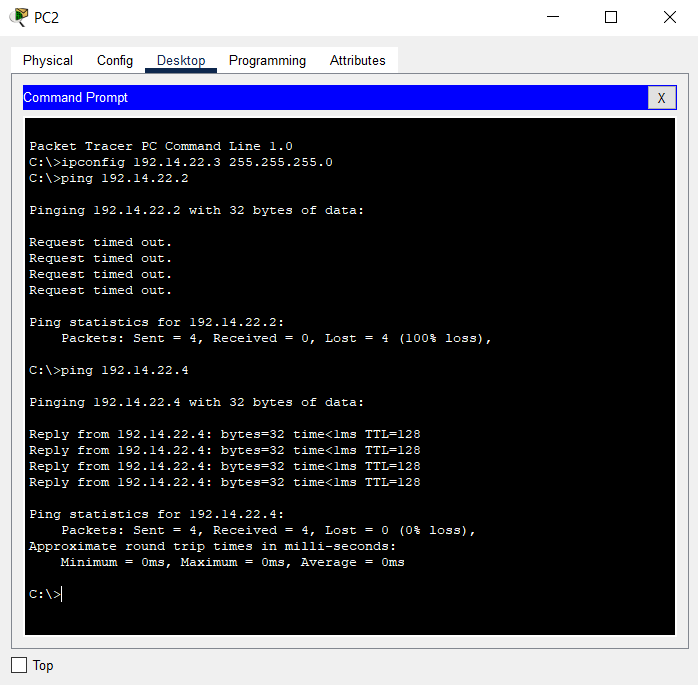 PC2
Physical Config Desktop Programming Attributes
Command Prompt X
Packet Tracer PC Command Line 1.0
C:\>ipconfig 192.14.22.3 255.255.255.0
C:\>ping 192.14.22.2
Pinging 192.14.22.2 with 32 bytes of data:
Request timed out.
Request timed out.
Request timed out.
Request timed out.
Ping statistics for 192.14.22.2:
    Packets: Sent = 4, Received = 0, Lost = 4 (100% loss),
C:\>ping 192.14.22.4
Pinging 192.14.22.4 with 32 bytes of data:
Reply from 192.14.22.4: bytes=32 time<1ms TTL=128
Reply from 192.14.22.4: bytes=32 time<1ms TTL=128
Reply from 192.14.22.4: bytes=32 time<1ms TTL=128
Reply from 192.14.22.4: bytes=32 time<1ms TTL=128
Ping statistics for 192.14.22.4:
    Packets: Sent = 4, Received = 4, Lost = 0 (0% loss),
Approximate round trip times in milli-seconds:
    Minimum = 0ms, Maximum = 0ms, Average = 0ms
C:\>
Top